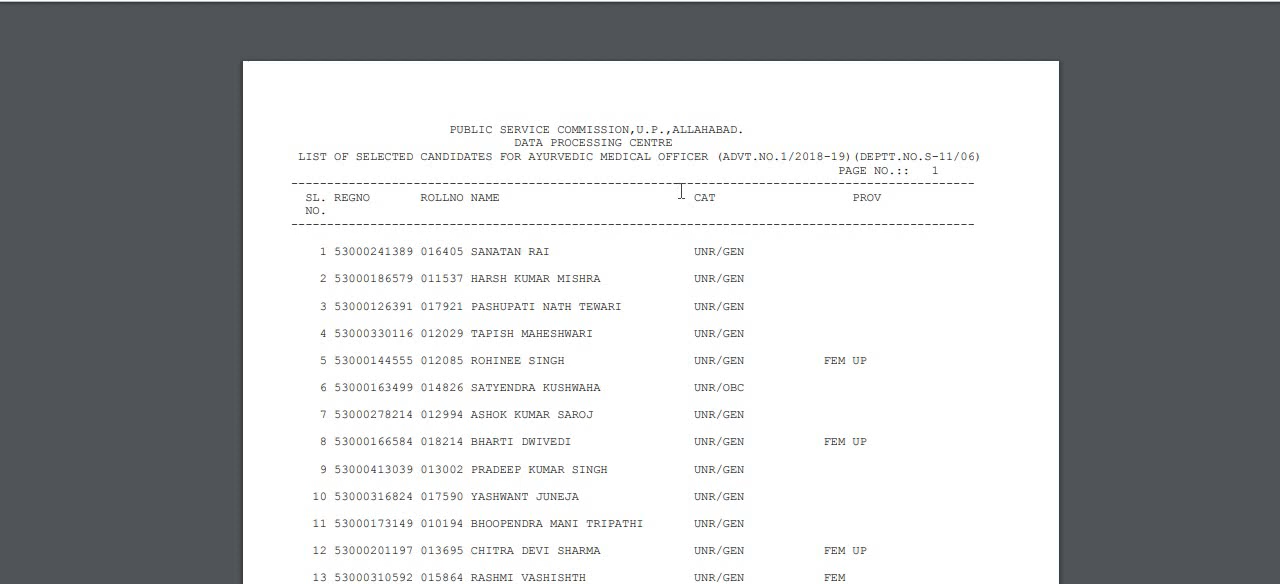 PUBLIC SERVICE COMMISSION,U.P.,ALLAHABAD.
DATA PROCESSING CENTRE
LIST OF SELECTED CANDIDATES FOR AYURVEDIC MEDICAL OFFICER (ADVT.NO.1/2018-19)(DEPTT.NO.S-11/06)
PAGE NO.:: 1
SL. REGNO ROLLNO NAME CAT PROV
NO.
1 53000241389 016405 SANATAN RAI UNR/GEN
2 53000186579 011537 HARSH KUMAR MISHRA UNR/GEN
3 53000126391 017921 PASHUPATI NATH TEWARI UNR/GEN
4 53000330116 012029 TAPISH MAHESHWARI UNR/GEN
5 53000144555 012085 ROHINEE SINGH UNR/GEN FEM UP
6 53000163499 014826 SATYENDRA KUSHWAHA UNR/OBC
7 53000278214 012994 ASHOK KUMAR SAROJ UNR/GEN
8 53000166584 018214 BHARTI DWIVEDI UNR/GEN FEM UP
9 53000413039 013002 PRADEEP KUMAR SINGH UNR/GEN
10 53000316824 017590 YASHWANT JUNEJA UNR/GEN
11 53000173149 010194 BHOOPENDRA MANI TRIPATHI UNR/GEN
12 53000201197 013695 CHITRA DEVI SHARMA UNR/GEN FEM UP
13 53000310592 015864 RASHMI VASHISHTH UNR/GEN FEM